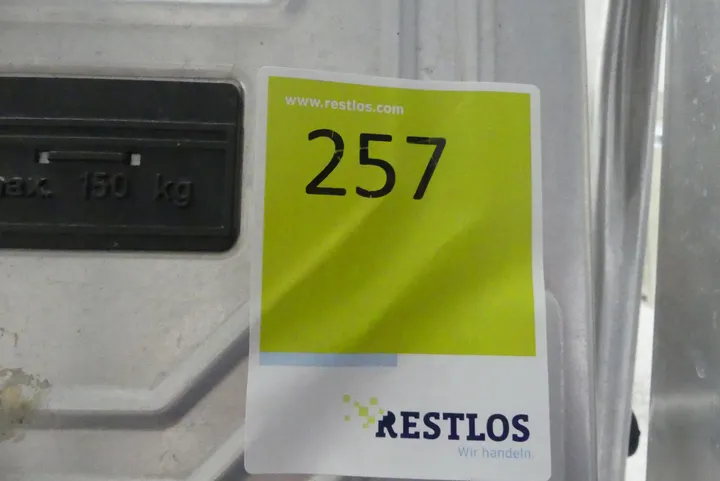 www.restlos.com
257
max. 150 kg
RESTLOS
Wir handeln.